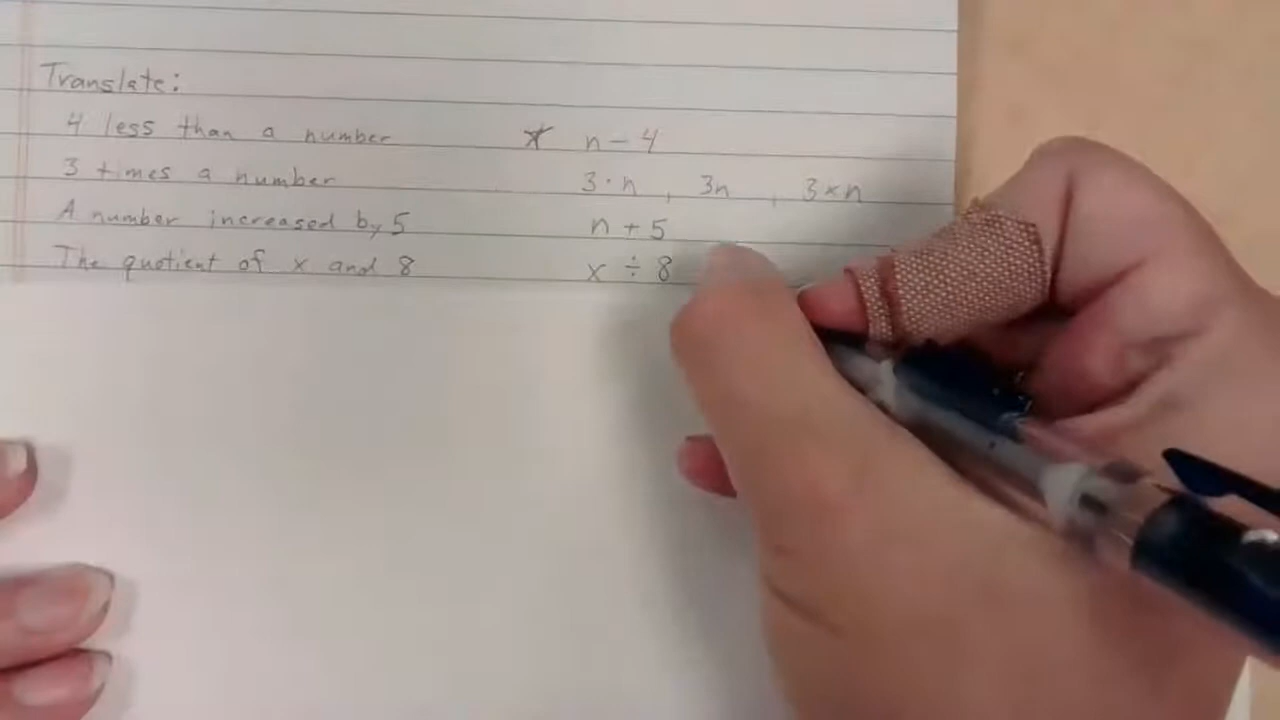 Translate:
4 less than a number ★ n - 4
3 times a number 3 · n , 3n , 3 × n
A number increased by 5 n + 5
The quotient of x and 8 x ÷ 8